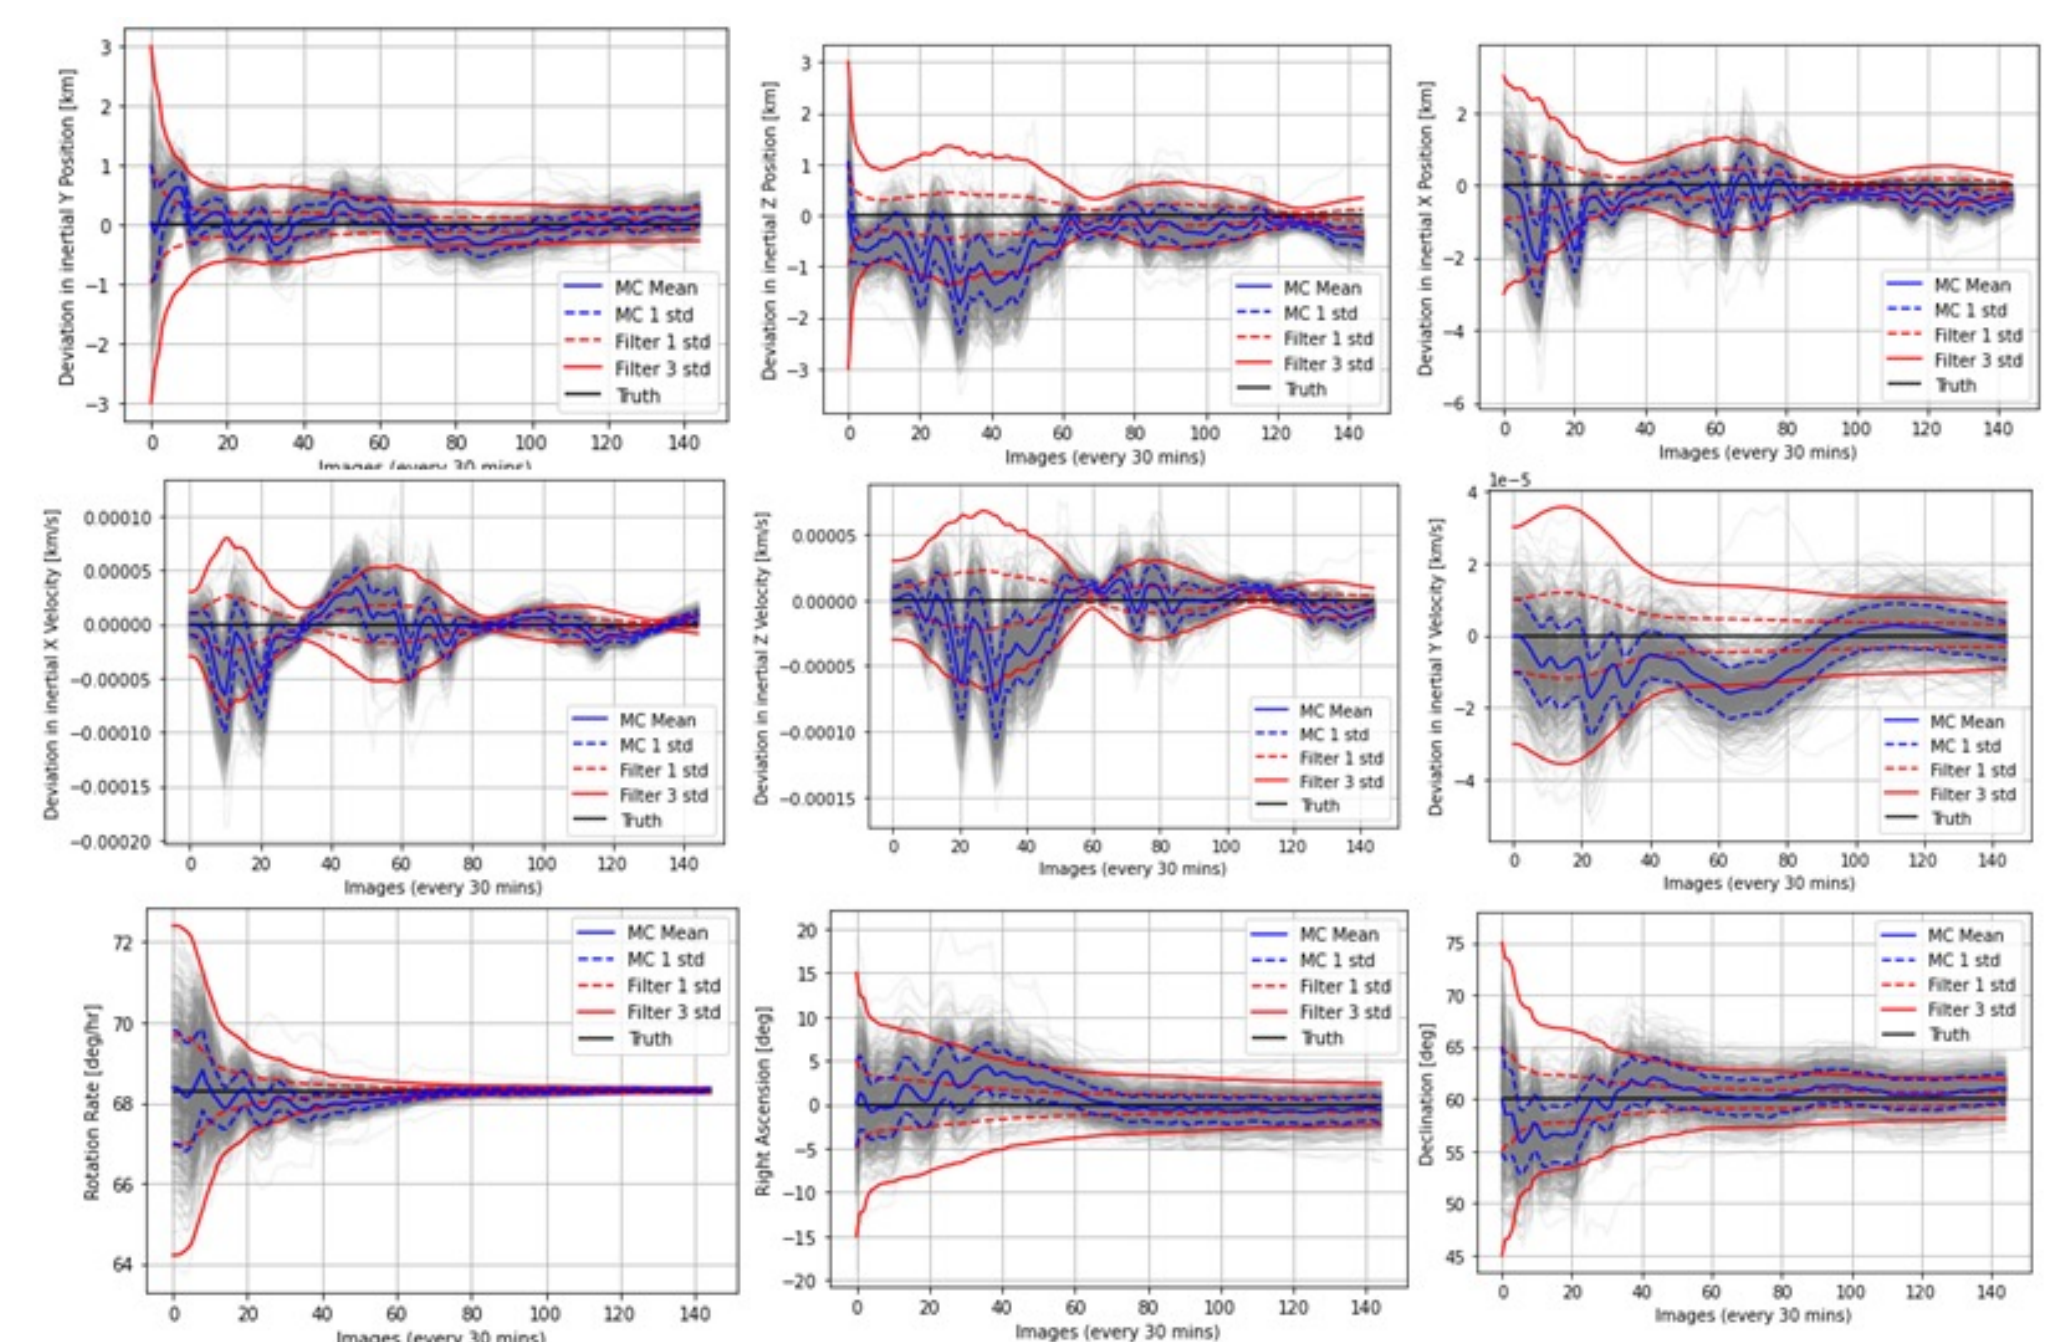 Deviation in inertial Y Position [km]
3
2
1
0
−1
−2
−3
MC Mean
MC 1 std
Filter 1 std
Filter 3 std
Truth
0 20 40 60 80 100 120 140
Images (every 30 mins)
Deviation in inertial Z Position [km]
3
2
1
0
−1
−2
−3
MC Mean
MC 1 std
Filter 1 std
Filter 3 std
Truth
0 20 40 60 80 100 120 140
Images (every 30 mins)
Deviation in inertial X Position [km]
2
0
−2
−4
−6
MC Mean
MC 1 std
Filter 1 std
Filter 3 std
Truth
0 20 40 60 80 100 120 140
Images (every 30 mins)
Deviation in inertial X Velocity [km/s]
0.00010
0.00005
0.00000
−0.00005
−0.00010
−0.00015
−0.00020
MC Mean
MC 1 std
Filter 1 std
Filter 3 std
Truth
0 20 40 60 80 100 120 140
Images (every 30 mins)
Deviation in inertial Z Velocity [km/s]
0.00005
0.00000
−0.00005
−0.00010
−0.00015
MC Mean
MC 1 std
Filter 1 std
Filter 3 std
Truth
0 20 40 60 80 100 120 140
Images (every 30 mins)
1e−5
Deviation in inertial Y Velocity [km/s]
4
2
0
−2
−4
MC Mean
MC 1 std
Filter 1 std
Filter 3 std
Truth
0 20 40 60 80 100 120 140
Images (every 30 mins)
Rotation Rate [deg/hr]
72
70
68
66
64
MC Mean
MC 1 std
Filter 1 std
Filter 3 std
Truth
0 20 40 60 80 100 120 140
Images (every 30 mins)
Right Ascension [deg]
20
15
10
5
0
−5
−10
−15
−20
MC Mean
MC 1 std
Filter 1 std
Filter 3 std
Truth
0 20 40 60 80 100 120 140
Images (every 30 mins)
Declination [deg]
75
70
65
60
55
50
45
MC Mean
MC 1 std
Filter 1 std
Filter 3 std
Truth
0 20 40 60 80 100 120 140
Images (every 30 mins)